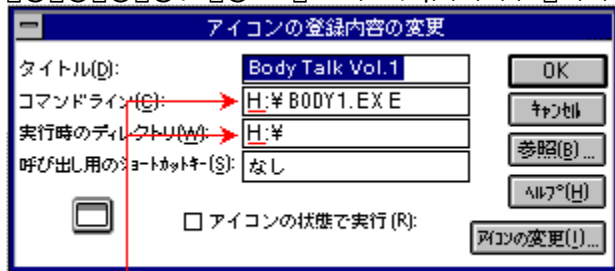 アイコンの登録内容の変更
タイトル(D): Body Talk Vol.1
コマンドライン(C): H:¥BODY1.EXE
実行時のディレクトリ(W): H:¥
呼び出し用のショートカットキー(S): なし
アイコンの状態で実行(R):
OK
キャンセル
参照(B)...
ヘルプ(H)
アイコンの変更(I)...